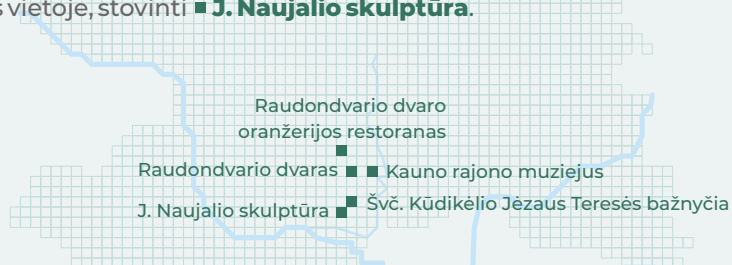 s vietoje, stovinti ▪ J. Naujalio skulptūra.
Raudondvario dvaro
oranžerijos restoranas
Raudondvario dvaras
Kauno rajono muziejus
J. Naujalio skulptūra
Švč. Kūdikėlio Jėzaus Teresės bažnyčia